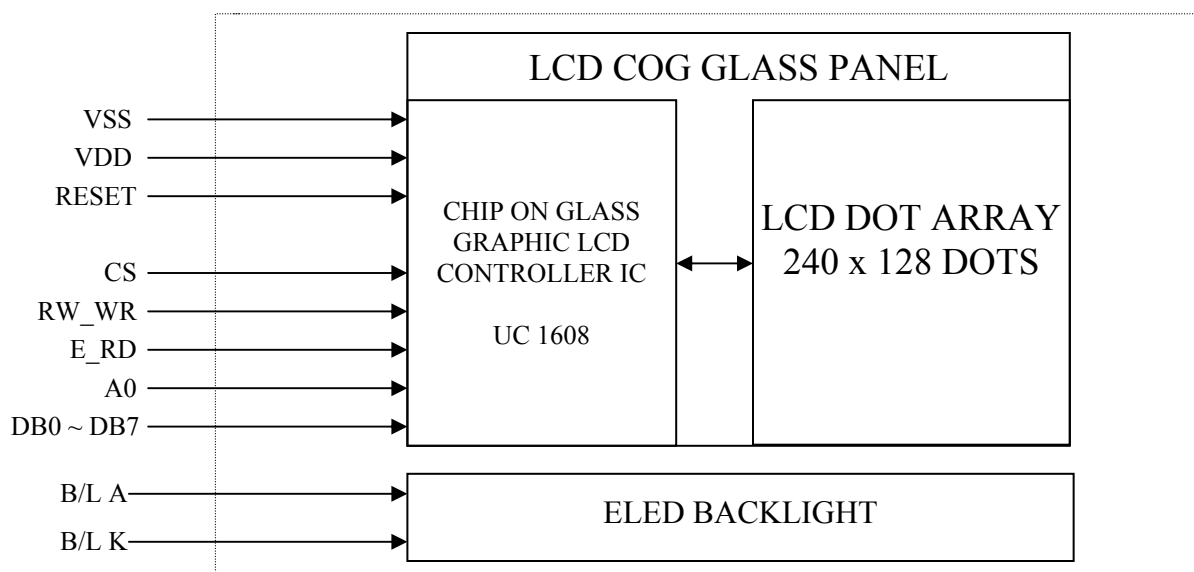 LCD COG GLASS PANEL
VSS
VDD
RESET
CS
RW_WR
E_RD
A0
DB0 ~ DB7
CHIP ON GLASS
GRAPHIC LCD
CONTROLLER IC
UC 1608
LCD DOT ARRAY
240 x 128 DOTS
B/L A
B/L K
ELED BACKLIGHT